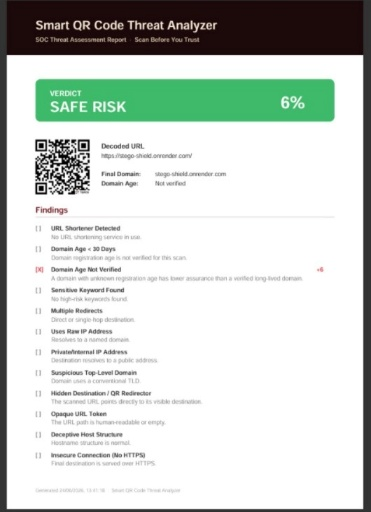 Smart QR Code Threat Analyzer
SOC Threat Assessment Report · Scan Before You Trust
VERDICT
SAFE RISK
6%
Decoded URL
https://stego-shield.onrender.com/
Final Domain: stego-shield.onrender.com
Domain Age: Not verified
Findings
[ ] URL Shortener Detected
No URL shortening service in use.
[ ] Domain Age < 30 Days
Domain registration age is not verified for this scan.
[X] Domain Age Not Verified +6
A domain with unknown registration age has lower assurance than a verified long-lived domain.
[ ] Sensitive Keyword Found
No high-risk keywords found.
[ ] Multiple Redirects
Direct or single hop destination.
[ ] Uses Raw IP Address
Resolves to a named domain.
[ ] Private/Internal IP Address
Destination resolves to a public address.
[ ] Suspicious Top-Level Domain
Domain uses a conventional TLD.
[ ] Hidden Destination / QR Redirector
The scanned URL points directly to its visible destination.
[ ] Opaque URL Token
The URL path is human-readable or empty.
[ ] Deceptive Host Structure
Hostname structure is normal.
[ ] Insecure Connection (No HTTPS)
Final destination is served over HTTPS.
Generated Smart QR Code Threat Analyzer